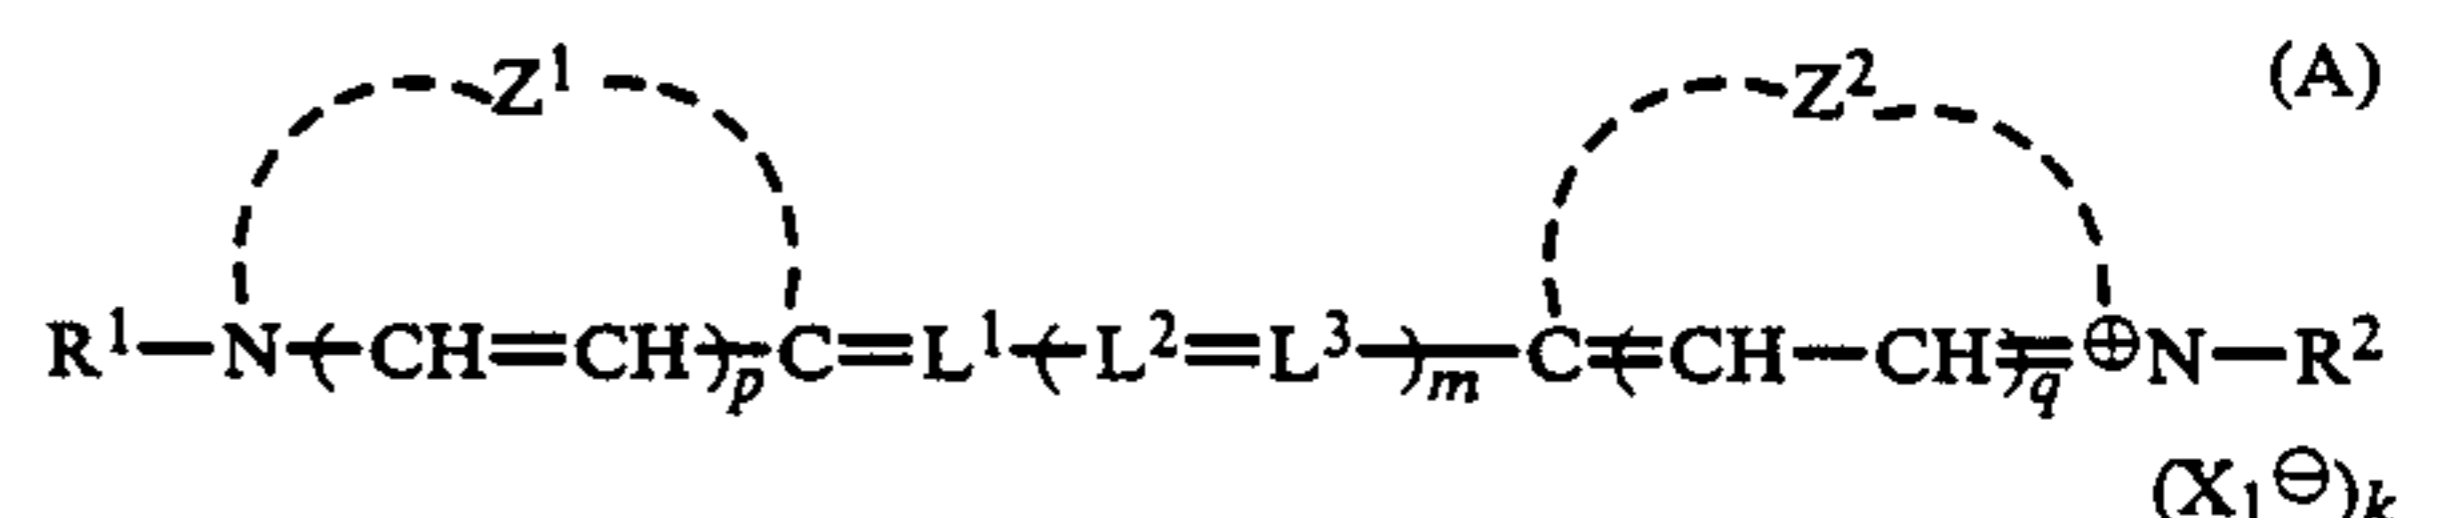 Z¹ Z² (A)
R¹—N—(CH=CH)ₚ—C=L¹—(L²=L³—)ₘ—C=(CH—CH=)q⊕N—R²
(X₁⊖)ₖ